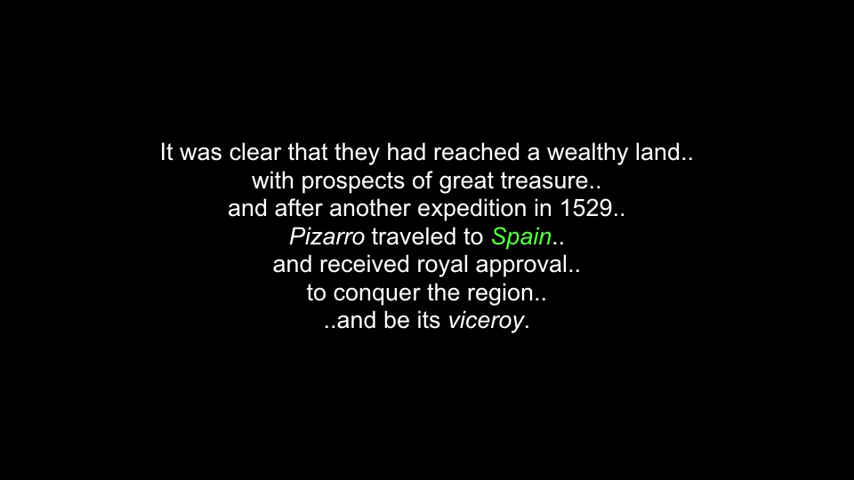 It was clear that they had reached a wealthy land..
with prospects of great treasure..
and after another expedition in 1529..
Pizarro traveled to Spain..
and received royal approval..
to conquer the region..
..and be its viceroy.